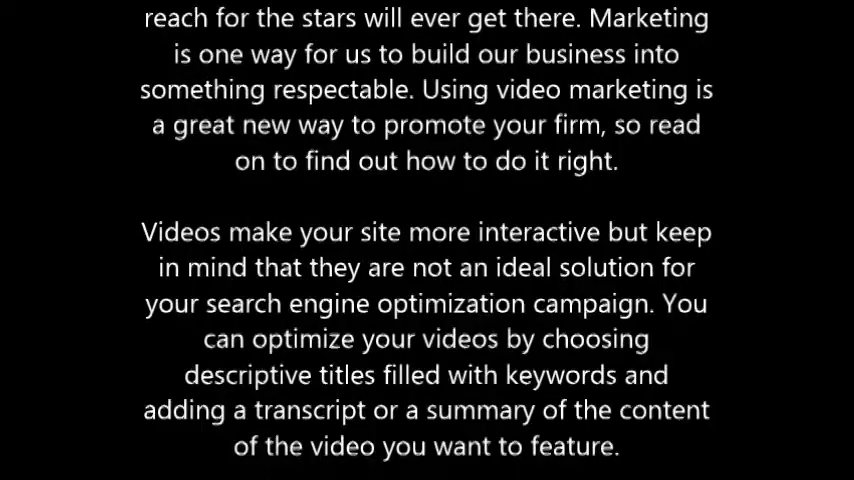 reach for the stars will ever get there. Marketing
is one way for us to build our business into
something respectable. Using video marketing is
a great new way to promote your firm, so read
on to find out how to do it right.
Videos make your site more interactive but keep
in mind that they are not an ideal solution for
your search engine optimization campaign. You
can optimize your videos by choosing
descriptive titles filled with keywords and
adding a transcript or a summary of the content
of the video you want to feature.